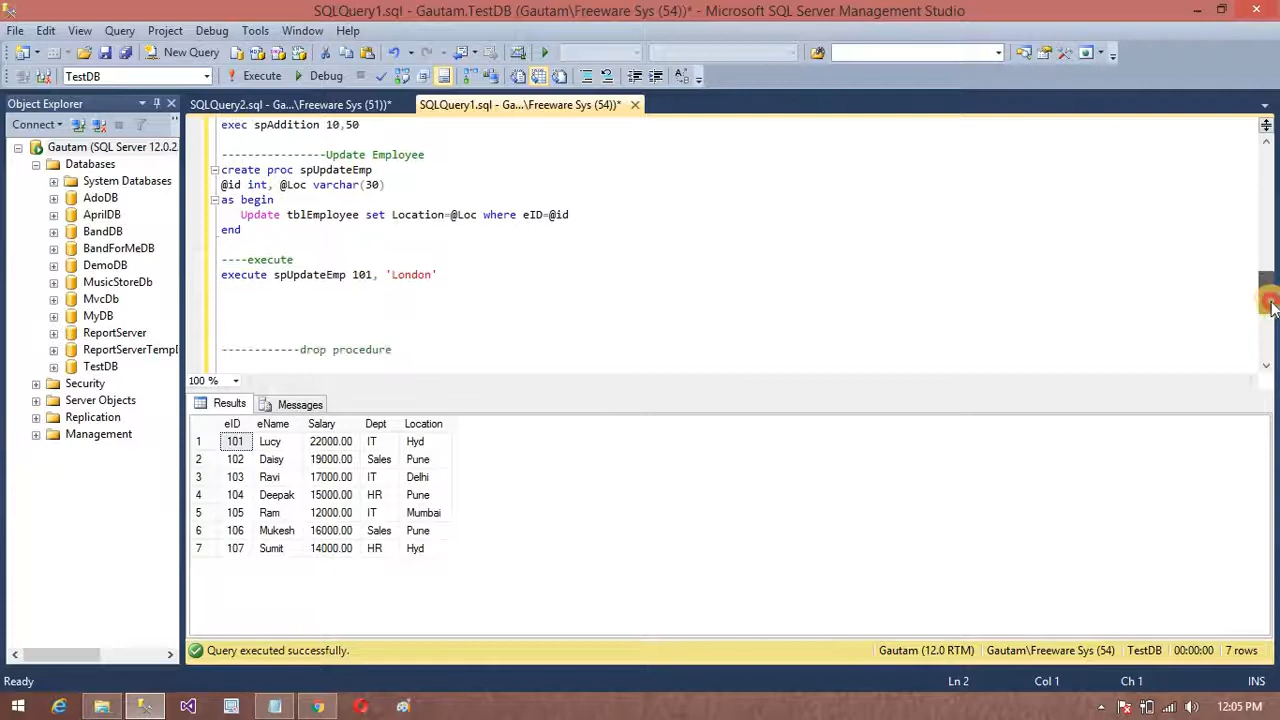 SQLQuery1.sql - Gautam.TestDB (Gautam\Freeware Sys (54))* - Microsoft SQL Server Management Studio
File Edit View Query Project Debug Tools Window Help
New Query
TestDB Execute Debug
Object Explorer
SQLQuery2.sql - Ga...\Freeware Sys (51))* SQLQuery1.sql - Ga...\Freeware Sys (54))*
Connect
Gautam (SQL Server 12.0.2
Databases
System Databases
AdoDB
AprilDB
BandDB
BandForMeDB
DemoDB
MusicStoreDb
MvcDb
MyDB
ReportServer
ReportServerTempD
TestDB
Security
Server Objects
Replication
Management
exec spAddition 10,50
----------------Update Employee
create proc spUpdateEmp
@id int, @Loc varchar(30)
as begin
Update tblEmployee set Location=@Loc where eID=@id
end
----execute
execute spUpdateEmp 101, 'London'
------------drop procedure
100 %
Results Messages
eID eName Salary Dept Location
1 101 Lucy 22000.00 IT Hyd
2 102 Daisy 19000.00 Sales Pune
3 103 Ravi 17000.00 IT Delhi
4 104 Deepak 15000.00 HR Pune
5 105 Ram 12000.00 IT Mumbai
6 106 Mukesh 16000.00 Sales Pune
7 107 Sumit 14000.00 HR Hyd
Query executed successfully. Gautam (12.0 RTM) Gautam\Freeware Sys (54) TestDB 00:00:00 7 rows
Ready Ln 2 Col 1 Ch 1 INS
12:05 PM